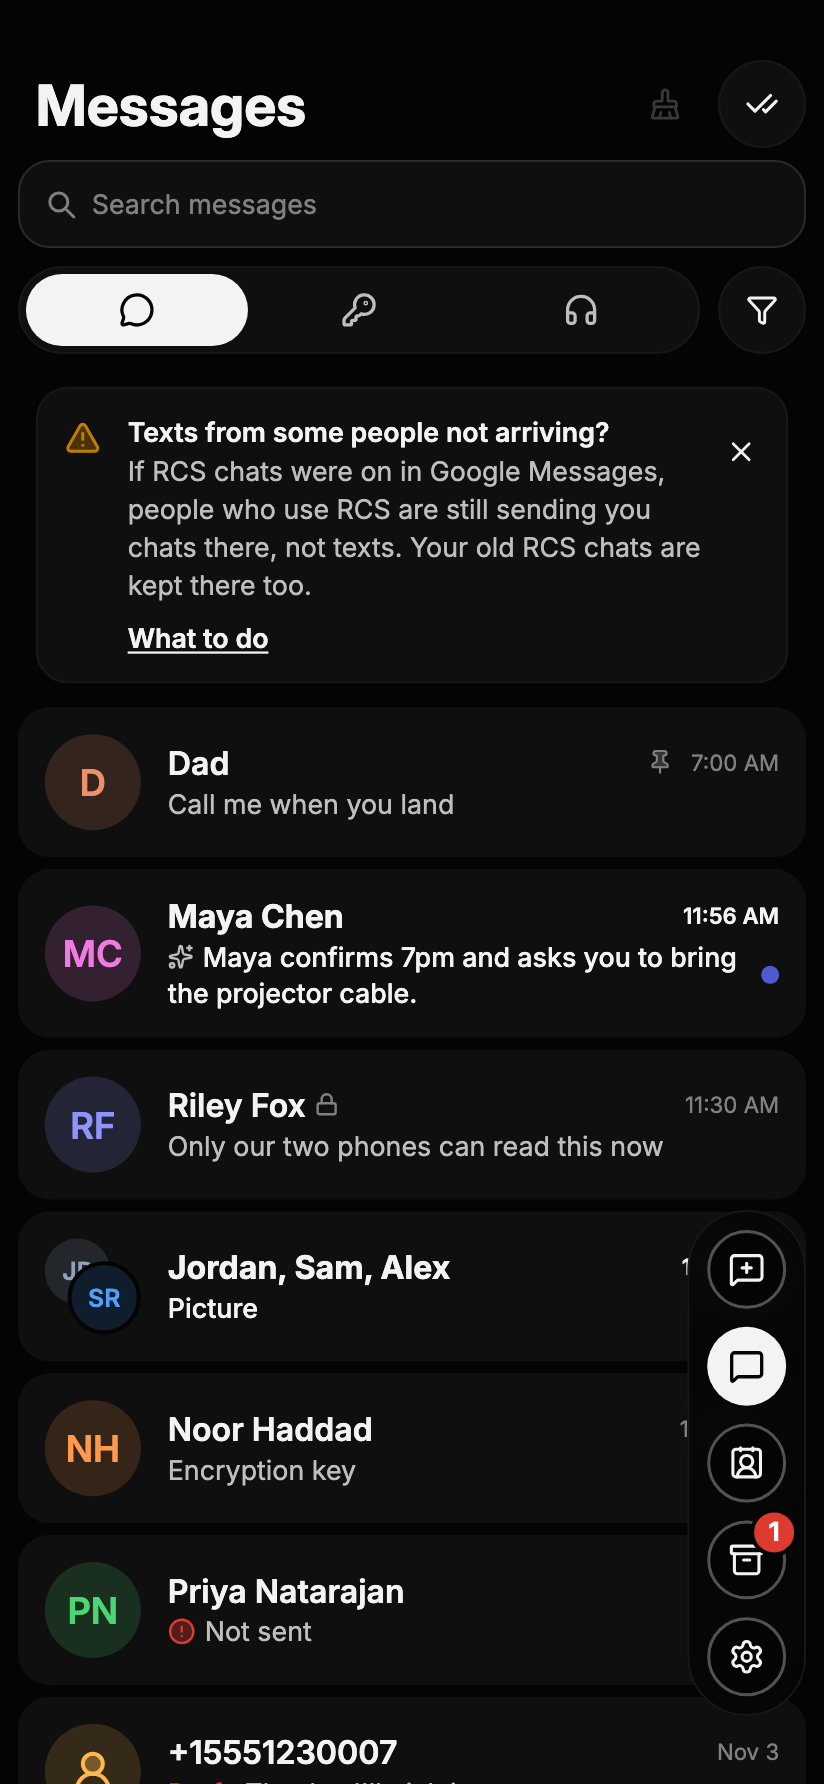 Messages
Search messages
Texts from some people not arriving?
If RCS chats were on in Google Messages,
people who use RCS are still sending you
chats there, not texts. Your old RCS chats are
kept there too.
What to do
D
Dad
7:00 AM
Call me when you land
MC
Maya Chen
11:56 AM
Maya confirms 7pm and asks you to bring
the projector cable.
RF
Riley Fox
11:30 AM
Only our two phones can read this now
SR
Jordan, Sam, Alex
Picture
NH
Noor Haddad
Encryption key
1
PN
Priya Natarajan
Not sent
+15551230007
Nov 3